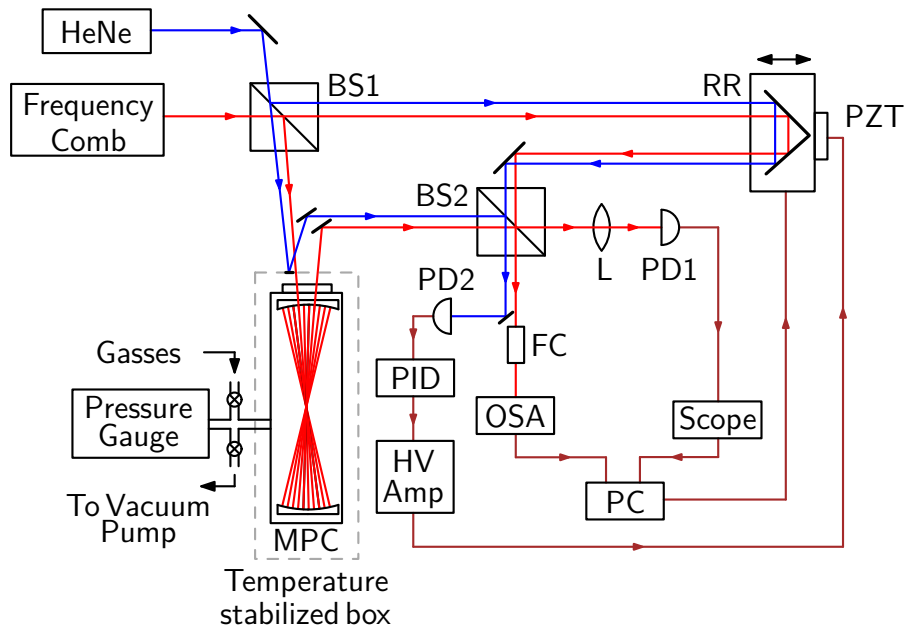 HeNe
BS1
RR
Frequency
Comb
PZT
BS2
L
PD1
PD2
FC
Gasses
PID
Pressure
Gauge
OSA
Scope
HV
Amp
PC
To Vacuum
Pump
MPC
Temperature
stabilized box